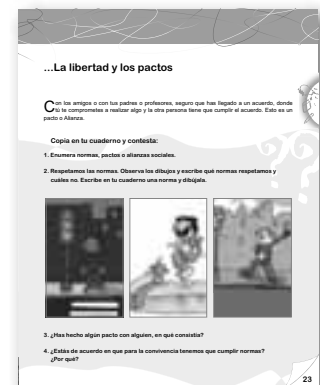 ...La libertad y los pactos
Con los amigos o con tus padres o profesores, seguro que has llegado a un acuerdo, donde
tú te comprometes a realizar algo y la otra persona tiene que cumplir el acuerdo. Esto es un
pacto o Alianza.
Copia en tu cuaderno y contesta:
1. Enumera normas, pactos o alianzas sociales.
2. Respetamos las normas. Observa los dibujos y escribe qué normas respetamos y
cuáles no. Escribe en tu cuaderno una norma y dibújala.
3. ¿Has hecho algún pacto con alguien, en qué consistía?
4. ¿Estás de acuerdo en que para la convivencia tenemos que cumplir normas?
¿Por qué?
23